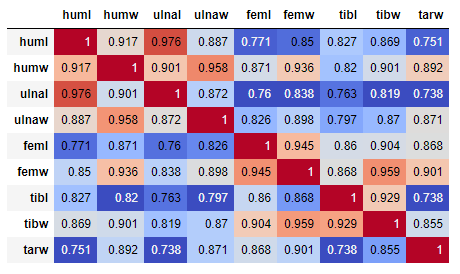 huml humw ulnal ulnaw feml femw tibl tibw tarw
huml 1 0.917 0.976 0.887 0.771 0.85 0.827 0.869 0.751
humw 0.917 1 0.901 0.958 0.871 0.936 0.82 0.901 0.892
ulnal 0.976 0.901 1 0.872 0.76 0.838 0.763 0.819 0.738
ulnaw 0.887 0.958 0.872 1 0.826 0.898 0.797 0.87 0.871
feml 0.771 0.871 0.76 0.826 1 0.945 0.86 0.904 0.868
femw 0.85 0.936 0.838 0.898 0.945 1 0.868 0.959 0.901
tibl 0.827 0.82 0.763 0.797 0.86 0.868 1 0.929 0.738
tibw 0.869 0.901 0.819 0.87 0.904 0.959 0.929 1 0.855
tarw 0.751 0.892 0.738 0.871 0.868 0.901 0.738 0.855 1